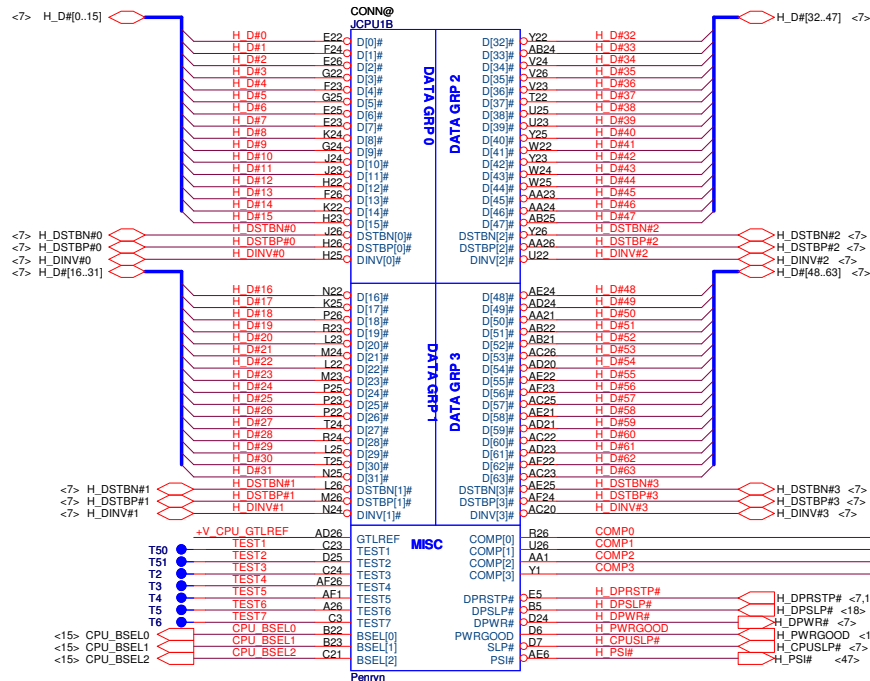 CONN@
JCPU1B
<7> H_D#[0..15]
H_D#[32..47] <7>
H_D#0 E22 D[0]# D[32]# Y22 H_D#32
H_D#1 F24 D[1]# D[33]# AB24 H_D#33
H_D#2 E26 D[2]# D[34]# V24 H_D#34
H_D#3 G22 D[3]# D[35]# V26 H_D#35
H_D#4 F23 D[4]# D[36]# V23 H_D#36
H_D#5 G25 D[5]# D[37]# T22 H_D#37
H_D#6 E25 D[6]# D[38]# U25 H_D#38
H_D#7 E23 D[7]# D[39]# U23 H_D#39
H_D#8 K24 D[8]# D[40]# Y25 H_D#40
H_D#9 G24 D[9]# D[41]# W22 H_D#41
H_D#10 J24 D[10]# D[42]# Y23 H_D#42
H_D#11 J23 D[11]# D[43]# W24 H_D#43
H_D#12 H22 D[12]# D[44]# W25 H_D#44
H_D#13 F26 D[13]# D[45]# AA23 H_D#45
H_D#14 K22 D[14]# D[46]# AA24 H_D#46
H_D#15 H23 D[15]# D[47]# AB25 H_D#47
<7> H_DSTBN#0 H_DSTBN#0 J26 DSTBN[0]# DSTBN[2]# Y26 H_DSTBN#2 H_DSTBN#2 <7>
<7> H_DSTBP#0 H_DSTBP#0 H26 DSTBP[0]# DSTBP[2]# AA26 H_DSTBP#2 H_DSTBP#2 <7>
<7> H_DINV#0 H_DINV#0 H25 DINV[0]# DINV[2]# U22 H_DINV#2 H_DINV#2 <7>
DATA GRP 0
DATA GRP 2
<7> H_D#[16..31]
H_D#[48..63] <7>
H_D#16 N22 D[16]# D[48]# AE24 H_D#48
H_D#17 K25 D[17]# D[49]# AD24 H_D#49
H_D#18 P26 D[18]# D[50]# AA21 H_D#50
H_D#19 R23 D[19]# D[51]# AB22 H_D#51
H_D#20 L23 D[20]# D[52]# AB21 H_D#52
H_D#21 M24 D[21]# D[53]# AC26 H_D#53
H_D#22 L22 D[22]# D[54]# AD20 H_D#54
H_D#23 M23 D[23]# D[55]# AE22 H_D#55
H_D#24 P25 D[24]# D[56]# AF23 H_D#56
H_D#25 P23 D[25]# D[57]# AC25 H_D#57
H_D#26 P22 D[26]# D[58]# AE21 H_D#58
H_D#27 T24 D[27]# D[59]# AD21 H_D#59
H_D#28 R24 D[28]# D[60]# AC22 H_D#60
H_D#29 L25 D[29]# D[61]# AD23 H_D#61
H_D#30 T25 D[30]# D[62]# AF22 H_D#62
H_D#31 N25 D[31]# D[63]# AC23 H_D#63
<7> H_DSTBN#1 H_DSTBN#1 L26 DSTBN[1]# DSTBN[3]# AE25 H_DSTBN#3 H_DSTBN#3 <7>
<7> H_DSTBP#1 H_DSTBP#1 M26 DSTBP[1]# DSTBP[3]# AF24 H_DSTBP#3 H_DSTBP#3 <7>
<7> H_DINV#1 H_DINV#1 N24 DINV[1]# DINV[3]# AC20 H_DINV#3 H_DINV#3 <7>
DATA GRP 1
DATA GRP 3
MISC
+V_CPU_GTLREF AD26 GTLREF COMP[0] R26 COMP0
T50 TEST1 C23 TEST1 COMP[1] U26 COMP1
T51 TEST2 D25 TEST2 COMP[2] AA1 COMP2
T2 TEST3 C24 TEST3 COMP[3] Y1 COMP3
T3 TEST4 AF26 TEST4
T4 TEST5 AF1 TEST5 DPRSTP# E5 H_DPRSTP# H_DPRSTP# <7,1
T5 TEST6 A26 TEST6 DPSLP# B5 H_DPSLP# H_DPSLP# <18>
T6 TEST7 C3 TEST7 DPWR# D24 H_DPWR# H_DPWR# <7>
<15> CPU_BSEL0 CPU_BSEL0 B22 BSEL[0] PWRGOOD D6 H_PWRGOOD H_PWRGOOD <1
<15> CPU_BSEL1 CPU_BSEL1 B23 BSEL[1] SLP# D7 H_CPUSLP# H_CPUSLP# <7>
<15> CPU_BSEL2 CPU_BSEL2 C21 BSEL[2] PSI# AE6 H_PSI# H_PSI# <47>
Penryn